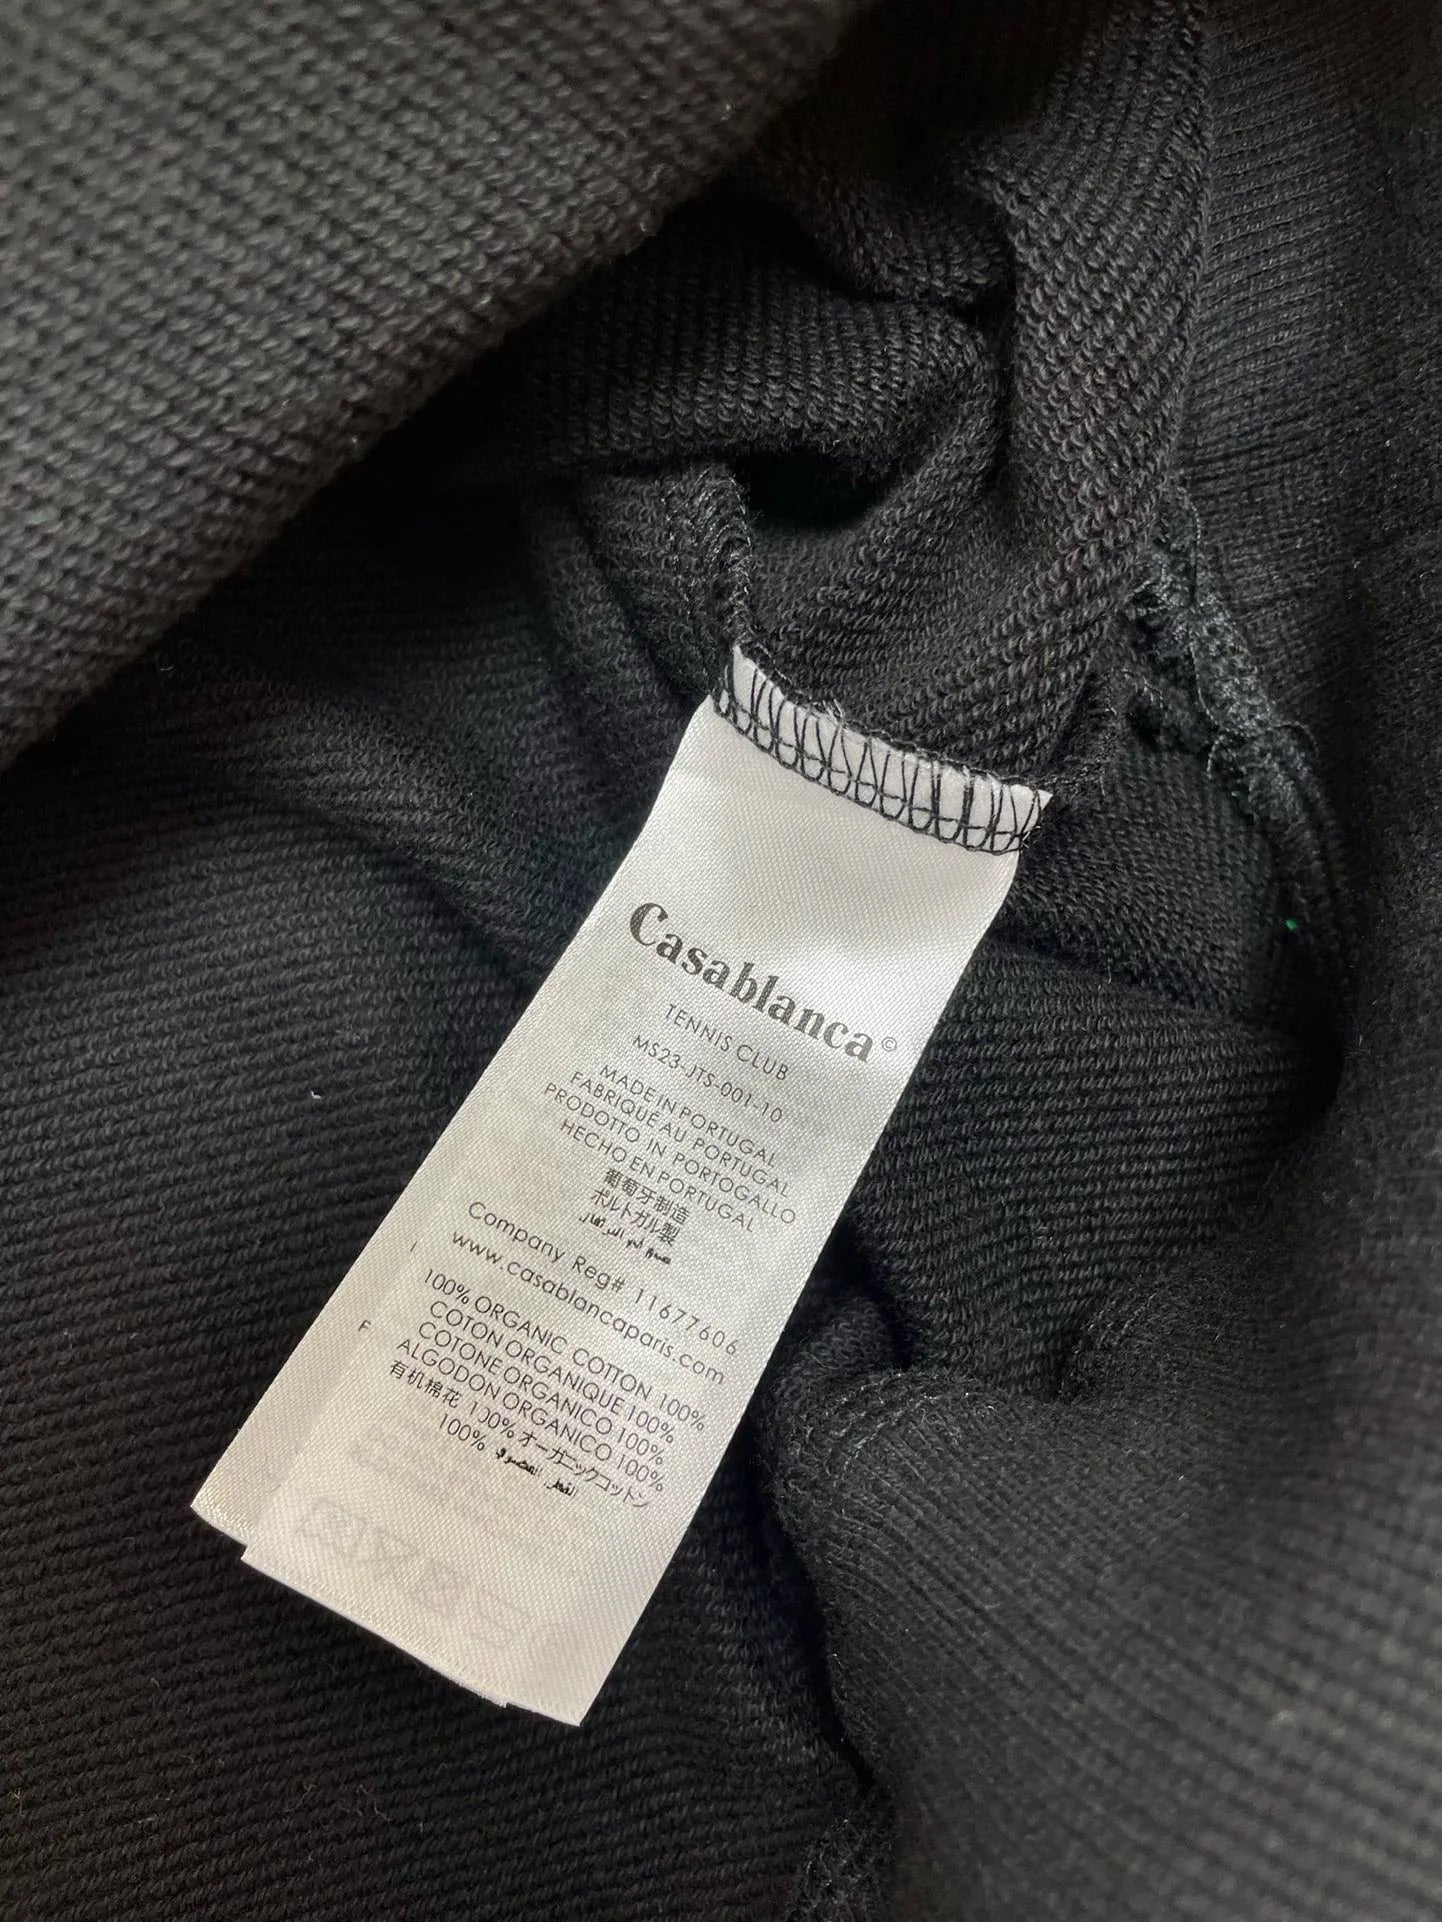 Casablanca©
TENNIS CLUB
MS23-JTS-001-10
MADE IN PORTUGAL
FABRIQUÉ AU PORTUGAL
PRODOTTO IN PORTOGALLO
HECHO EN PORTUGAL
葡萄牙制造
ポルトガル製
Company Reg# 11677606
www.casablancaparis.com
100% ORGANIC COTTON 100%
COTON ORGANIQUE 100%
COTONE ORGANICO 100%
ALGODON ORGANICO 100%
有机棉花 100% オーガニックコットン
100% القطن العضوي
F